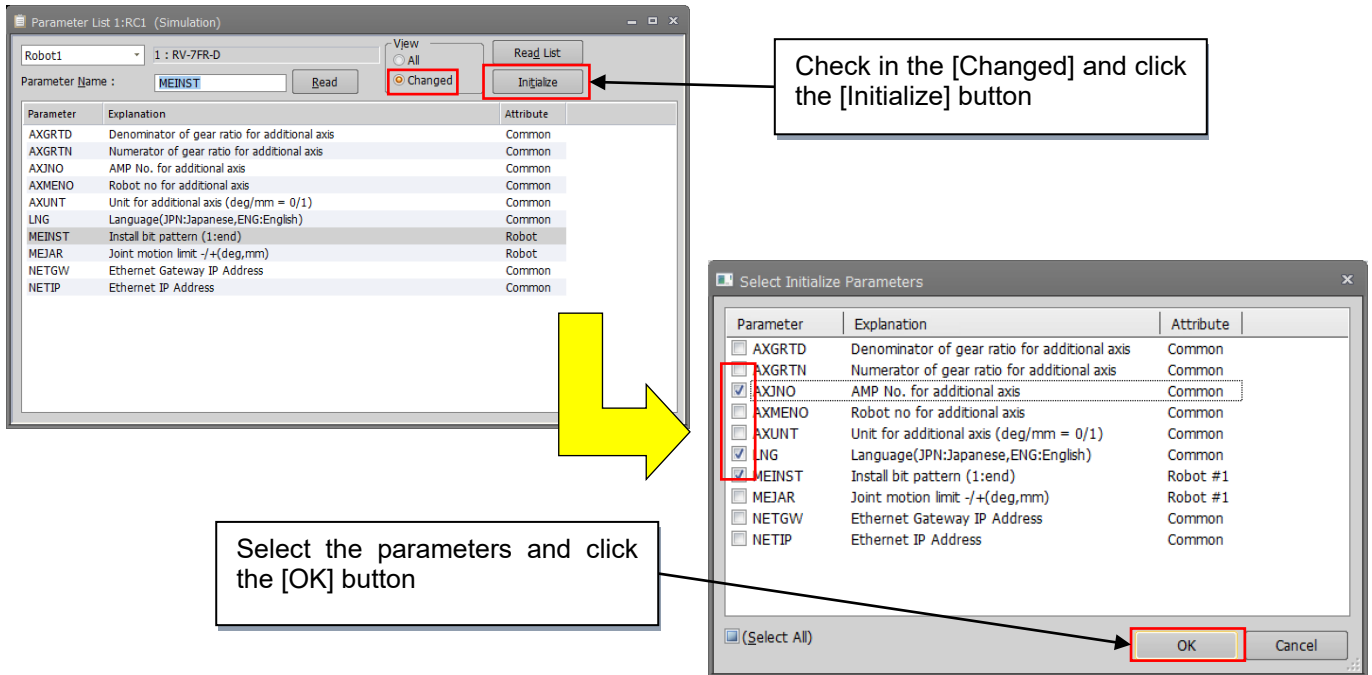 Parameter List 1:RC1 (Simulation)
Robot1
1 : RV-7FR-D
View
All
Changed
Read List
Parameter Name :
MEINST
Read
Initialize
Parameter Explanation Attribute
AXGRTD Denominator of gear ratio for additional axis Common
AXGRTN Numerator of gear ratio for additional axis Common
AXJNO AMP No. for additional axis Common
AXMENO Robot no for additional axis Common
AXUNT Unit for additional axis (deg/mm = 0/1) Common
LNG Language(JPN:Japanese,ENG:English) Common
MEINST Install bit pattern (1:end) Robot
MEJAR Joint motion limit -/+(deg,mm) Robot
NETGW Ethernet Gateway IP Address Common
NETIP Ethernet IP Address Common
Check in the [Changed] and click
the [Initialize] button
Select Initialize Parameters
Parameter Explanation Attribute
AXGRTD Denominator of gear ratio for additional axis Common
AXGRTN Numerator of gear ratio for additional axis Common
AXJNO AMP No. for additional axis Common
AXMENO Robot no for additional axis Common
AXUNT Unit for additional axis (deg/mm = 0/1) Common
LNG Language(JPN:Japanese,ENG:English) Common
MEINST Install bit pattern (1:end) Robot #1
MEJAR Joint motion limit -/+(deg,mm) Robot #1
NETGW Ethernet Gateway IP Address Common
NETIP Ethernet IP Address Common
(Select All)
OK
Cancel
Select the parameters and click
the [OK] button